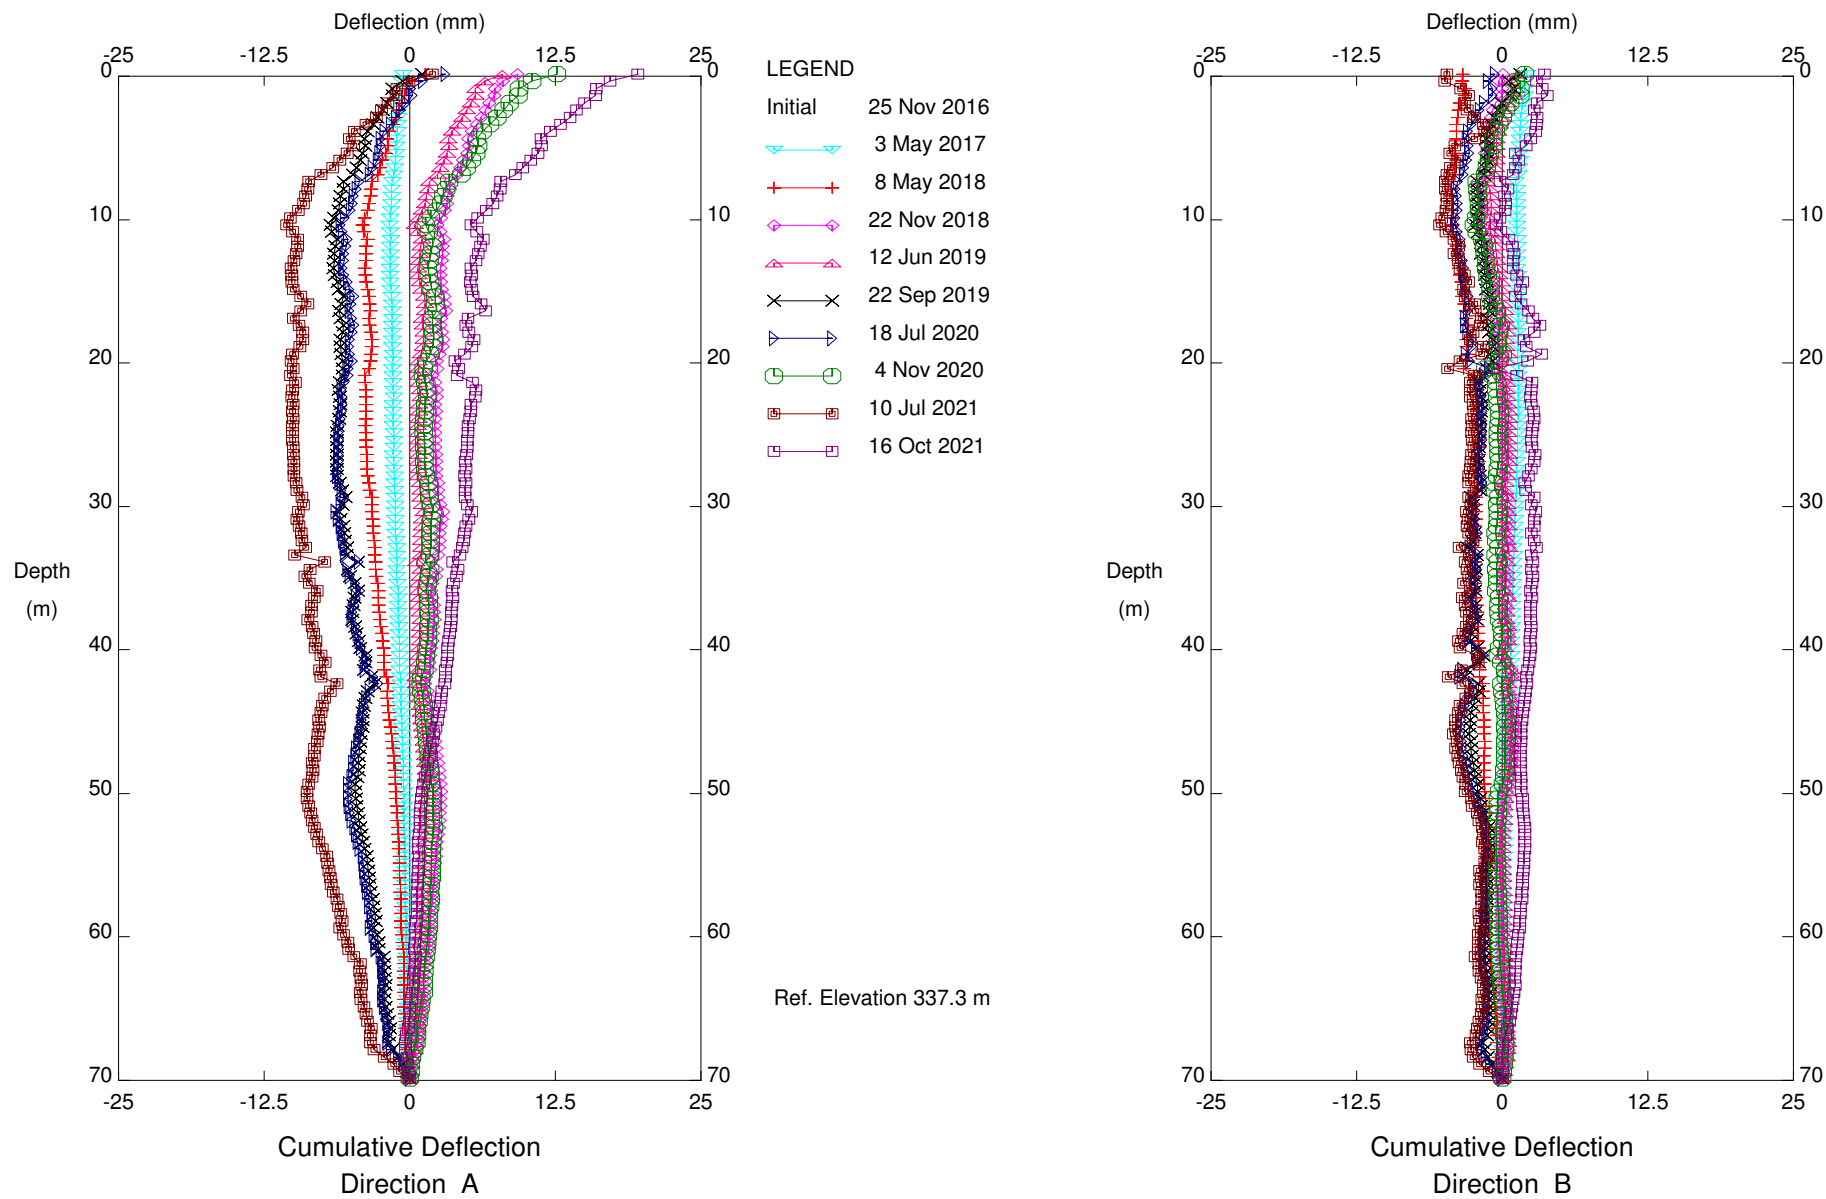 Deflection (mm)
-25 -12.5 0 12.5 25
0 0
10 10
20 20
30 30
40 40
50 50
60 60
70 70
Depth
(m)
-25 -12.5 0 12.5 25
Cumulative Deflection
Direction A
LEGEND
Initial 25 Nov 2016
3 May 2017
8 May 2018
22 Nov 2018
12 Jun 2019
22 Sep 2019
18 Jul 2020
4 Nov 2020
10 Jul 2021
16 Oct 2021
Ref. Elevation 337.3 m
Deflection (mm)
-25 -12.5 0 12.5 25
0 0
10 10
20 20
30 30
40 40
50 50
60 60
70 70
Depth
(m)
-25 -12.5 0 12.5 25
Cumulative Deflection
Direction B